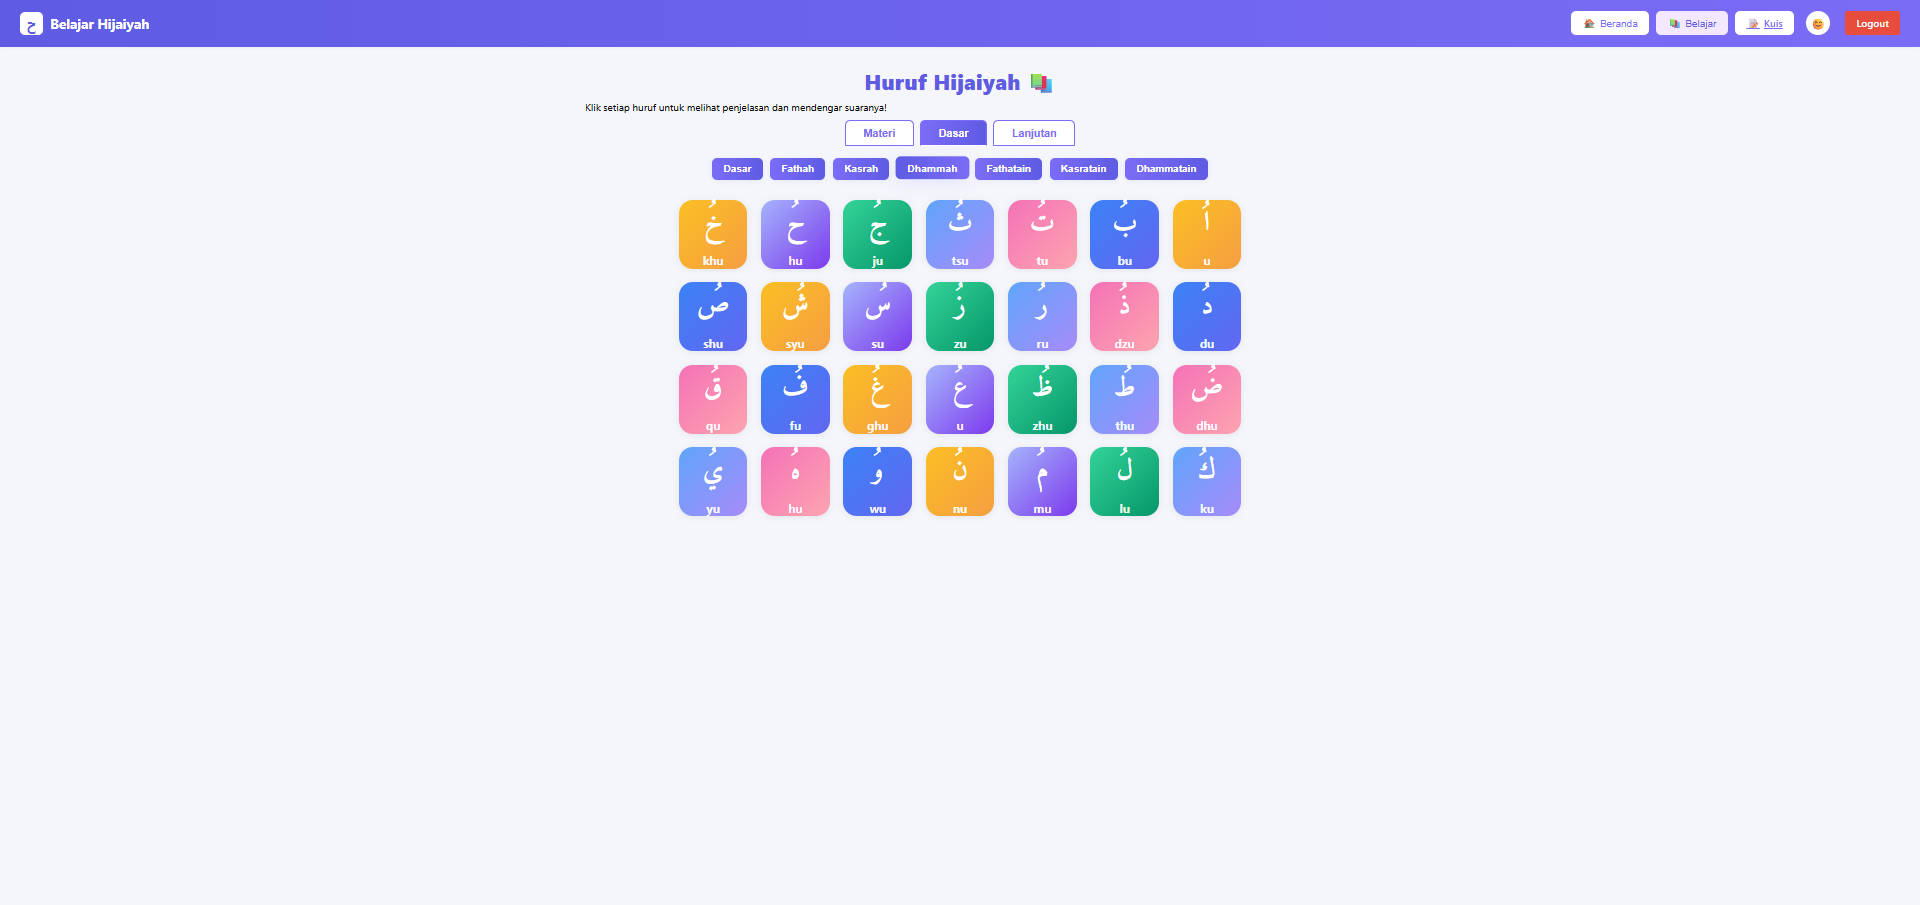 ح Belajar Hijaiyah
Beranda Belajar Kuis Logout
Huruf Hijaiyah
Klik setiap huruf untuk melihat penjelasan dan mendengar suaranya!
Materi Dasar Lanjutan
Dasar Fathah Kasrah Dhammah Fathatain Kasratain Dhammatain
اُ بُ تُ ثُ جُ حُ خُ
khu hu ju tsu tu bu u
دُ ذُ رُ زُ سُ شُ صُ
shu syu su zu ru dzu du
ضُ طُ ظُ عُ غُ فُ قُ
qu fu ghu u zhu thu dhu
كُ لُ مُ نُ وُ هُ يُ
yu hu wu nu mu lu ku